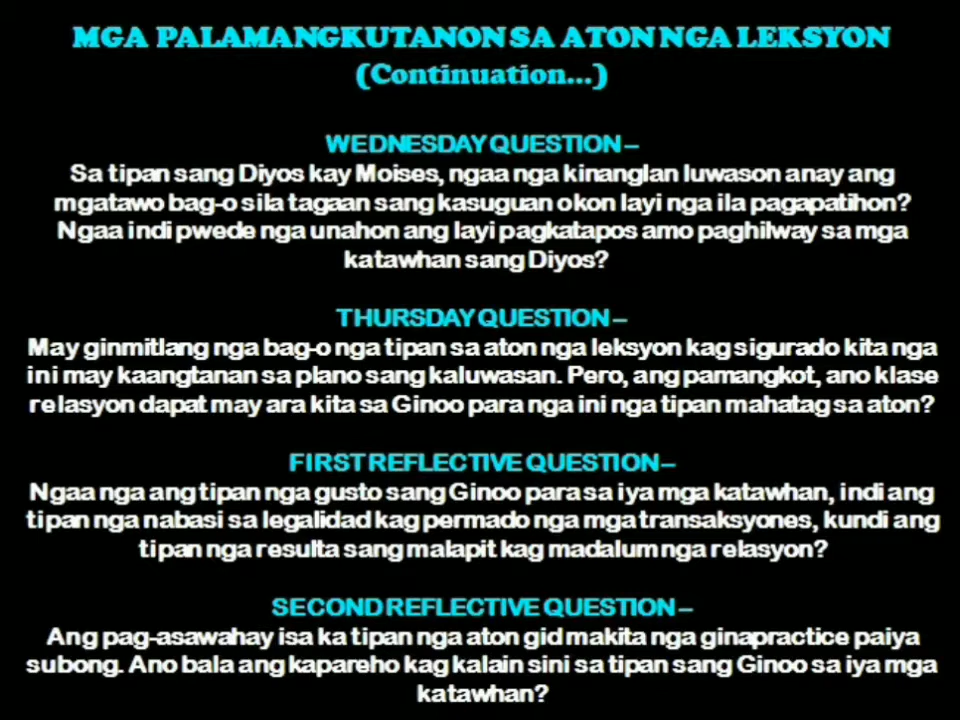 MGA PALAMANGKUTANON SA ATON NGA LEKSYON
(Continuation...)
WEDNESDAY QUESTION –
Sa tipan sang Diyos kay Moises, ngaa nga kinanglan luwason anay ang
mgatawo bag-o sila tagaan sang kasuguan okon layi nga ila pagapatihon?
Ngaa indi pwede nga unahon ang layi pagkatapos amo paghilway sa mga
katawhan sang Diyos?
THURSDAY QUESTION –
May ginmitlang nga bag-o nga tipan sa aton nga leksyon kag sigurado kita nga
ini may kaangtanan sa plano sang kaluwasan. Pero, ang pamangkot, ano klase
relasyon dapat may ara kita sa Ginoo para nga ini nga tipan mahatag sa aton?
FIRST REFLECTIVE QUESTION –
Ngaa nga ang tipan nga gusto sang Ginoo para sa iya mga katawhan, indi ang
tipan nga nabasi sa legalidad kag permado nga mga transaksyones, kundi ang
tipan nga resulta sang malapit kag madalum nga relasyon?
SECOND REFLECTIVE QUESTION –
Ang pag-asawahay isa ka tipan nga aton gid makita nga ginapractice paiya
subong. Ano bala ang kapareho kag kalain sini sa tipan sang Ginoo sa iya mga
katawhan?